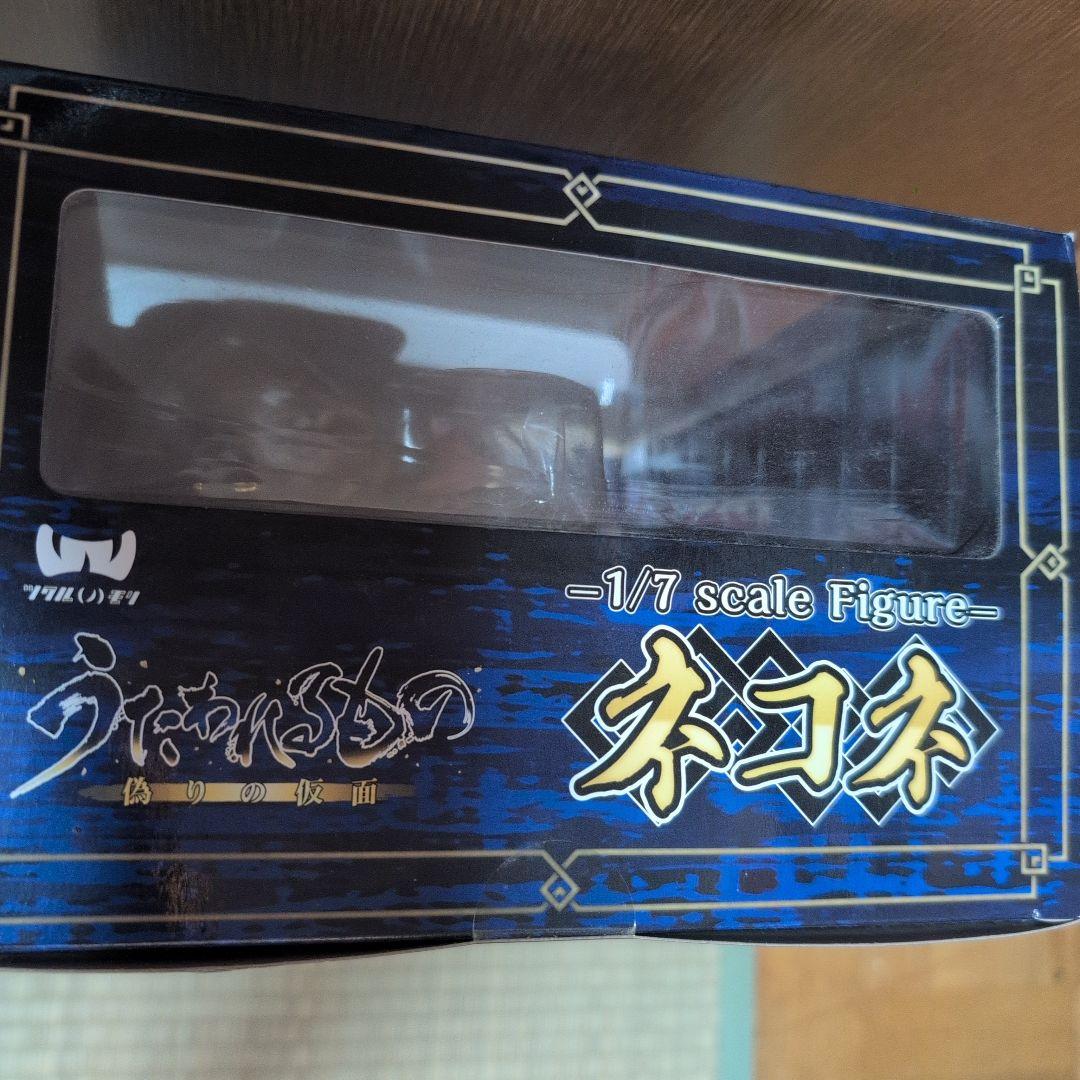 ツクル(ノ)モリ
うたわれるもの
偽りの仮面
-1/7 scale Figure-
ネコネ